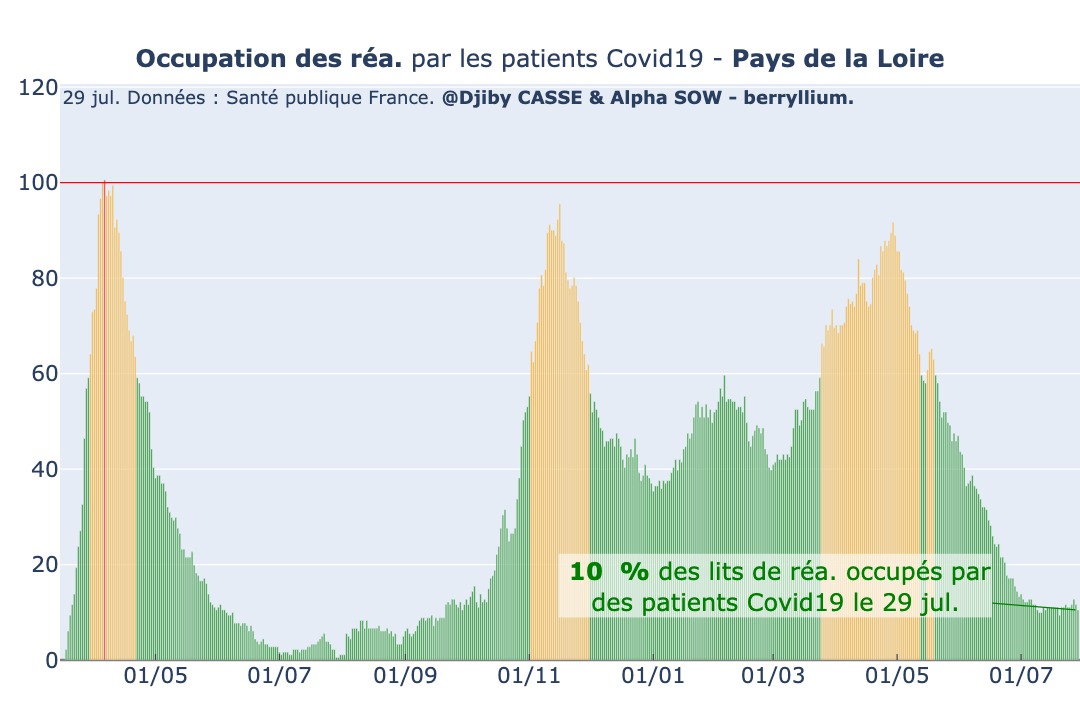 Occupation des réa. par les patients Covid19 - Pays de la Loire
120
29 jul. Données : Santé publique France. @Djiby CASSE & Alpha SOW - berryllium.
100
80
60
40
20
10 % des lits de réa. occupés par
des patients Covid19 le 29 jul.
0
01/05 01/07 01/09 01/11 01/01 01/03 01/05 01/07